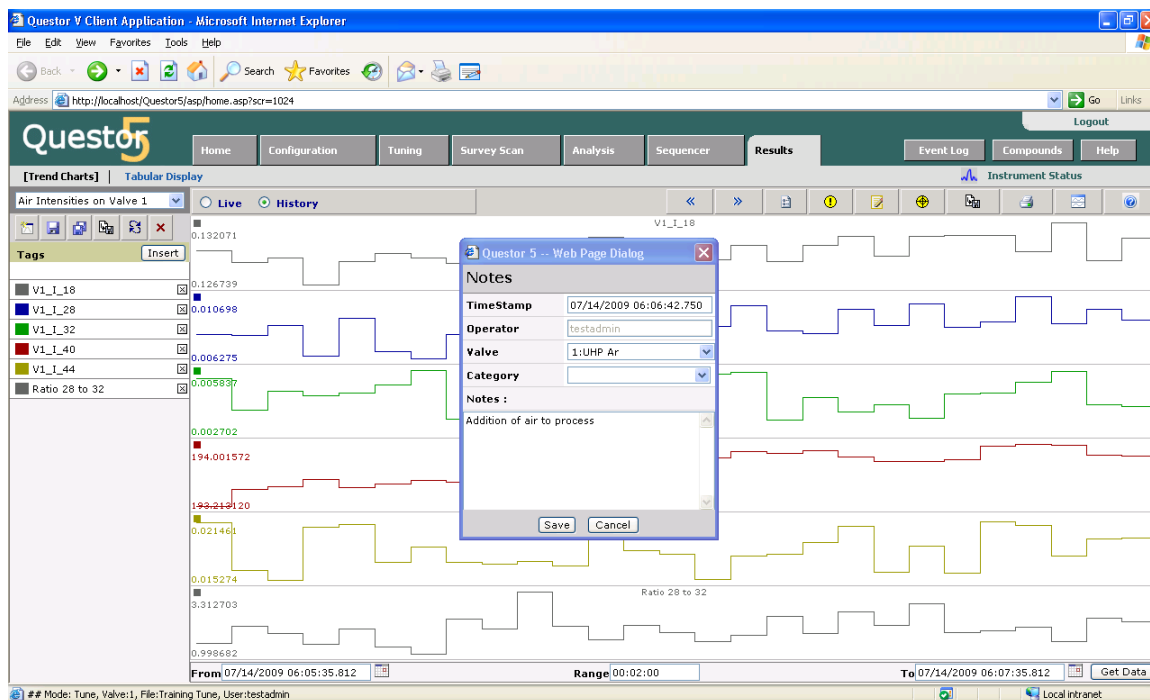 Questor V Client Application - Microsoft Internet Explorer
File Edit View Favorites Tools Help
Back Search Favorites
Address http://localhost/Questor5/asp/home.asp?scr=1024 Go Links
Questor 5
Logout
Home Configuration Tuning Survey Scan Analysis Sequencer Results Event Log Compounds Help
[Trend Charts] | Tabular Display Instrument Status
Air Intensities on Valve 1 Live History
Tags Insert
V1_I_18
V1_I_28
V1_I_32
V1_I_40
V1_I_44
Ratio 28 to 32
V1_I_18
0.132071
0.126739
0.010698
0.006275
0.005837
0.002702
194.001572
193.213120
0.021461
0.015274
Ratio 28 to 32
3.312703
0.998682
Questor 5 -- Web Page Dialog
Notes
TimeStamp 07/14/2009 06:06:42.750
Operator testadmin
Valve 1:UHP Ar
Category
Notes :
Addition of air to process
Save Cancel
From 07/14/2009 06:05:35.812 Range 00:02:00 To 07/14/2009 06:07:35.812 Get Data
## Mode: Tune, Valve:1, File:Training Tune, User:testadmin Local intranet